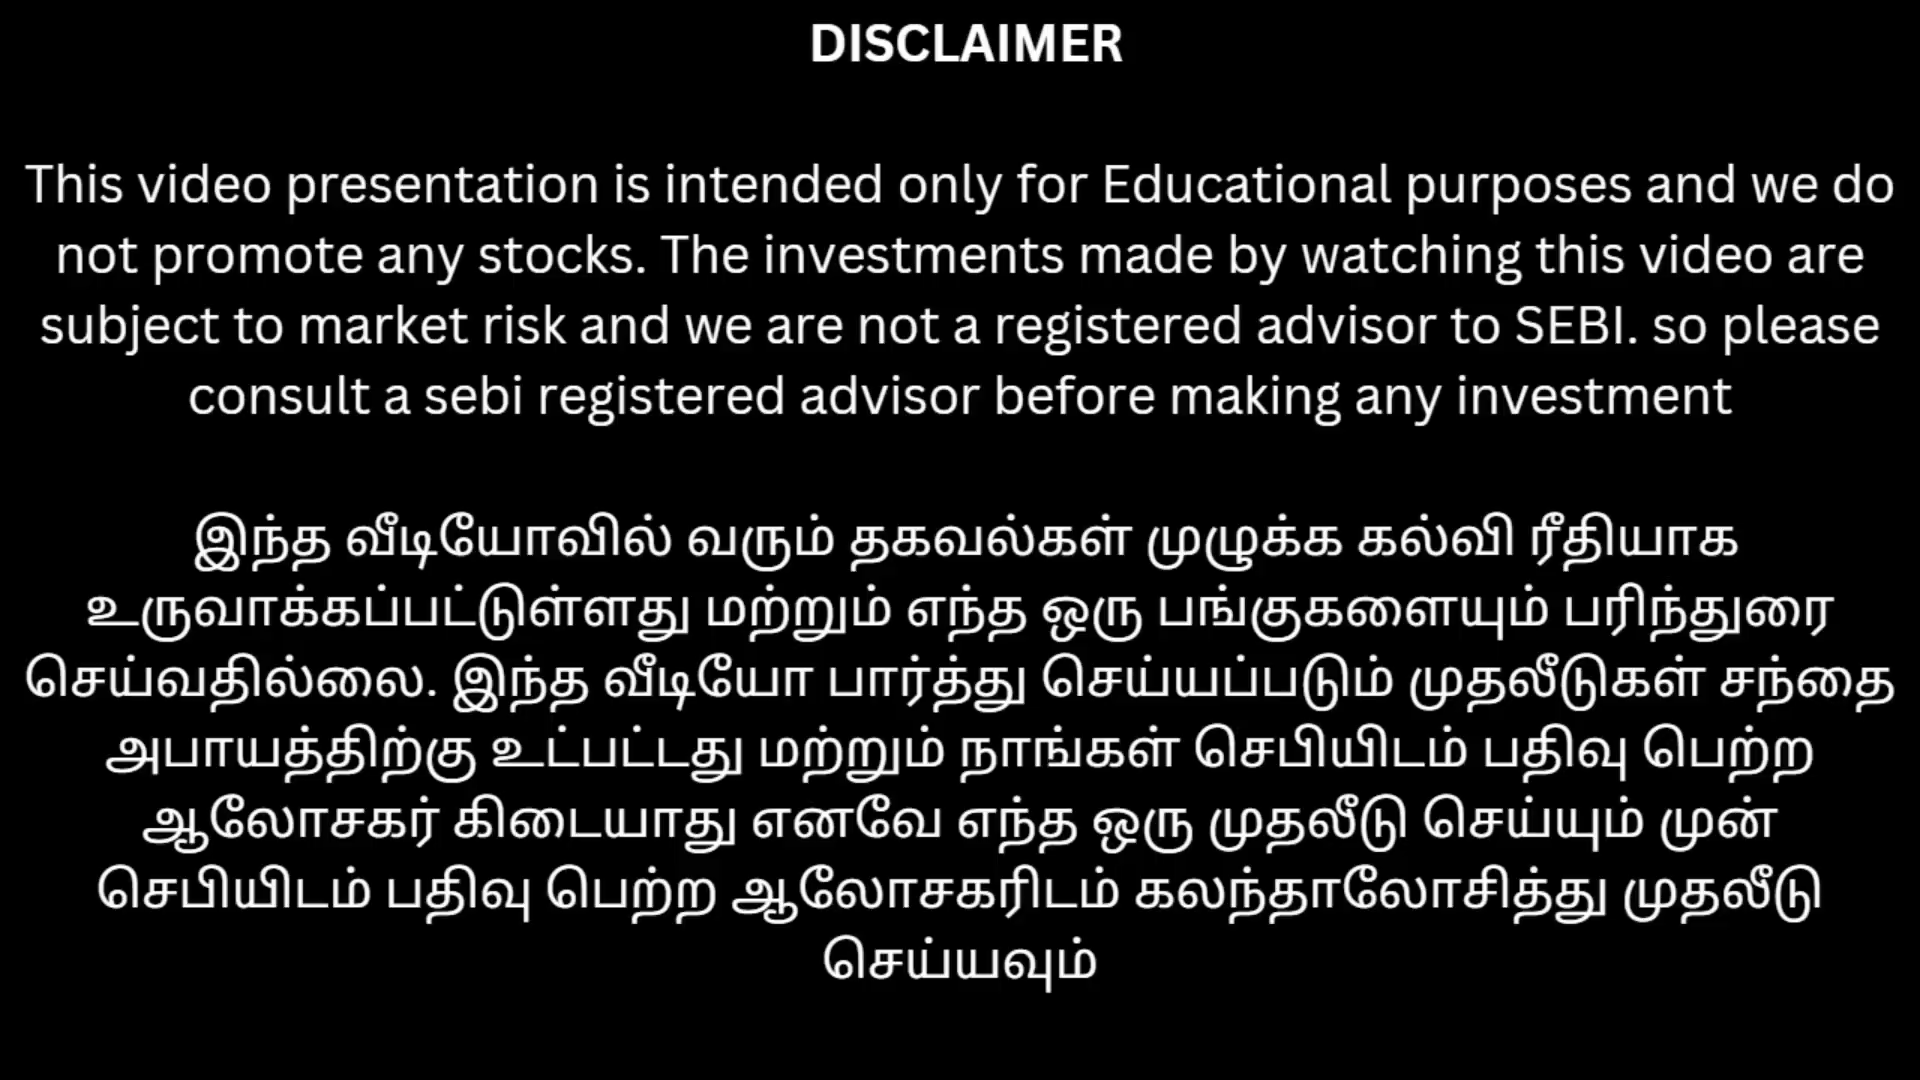 DISCLAIMER
This video presentation is intended only for Educational purposes and we do
not promote any stocks. The investments made by watching this video are
subject to market risk and we are not a registered advisor to SEBI. so please
consult a sebi registered advisor before making any investment
இந்த வீடியோவில் வரும் தகவல்கள் முழுக்க கல்வி ரீதியாக
உருவாக்கப்பட்டுள்ளது மற்றும் எந்த ஒரு பங்குகளையும் பரிந்துரை
செய்வதில்லை. இந்த வீடியோ பார்த்து செய்யப்படும் முதலீடுகள் சந்தை
அபாயத்திற்கு உட்பட்டது மற்றும் நாங்கள் செபியிடம் பதிவு பெற்ற
ஆலோசகர் கிடையாது எனவே எந்த ஒரு முதலீடு செய்யும் முன்
செபியிடம் பதிவு பெற்ற ஆலோசகரிடம் கலந்தாலோசித்து முதலீடு
செய்யவும்